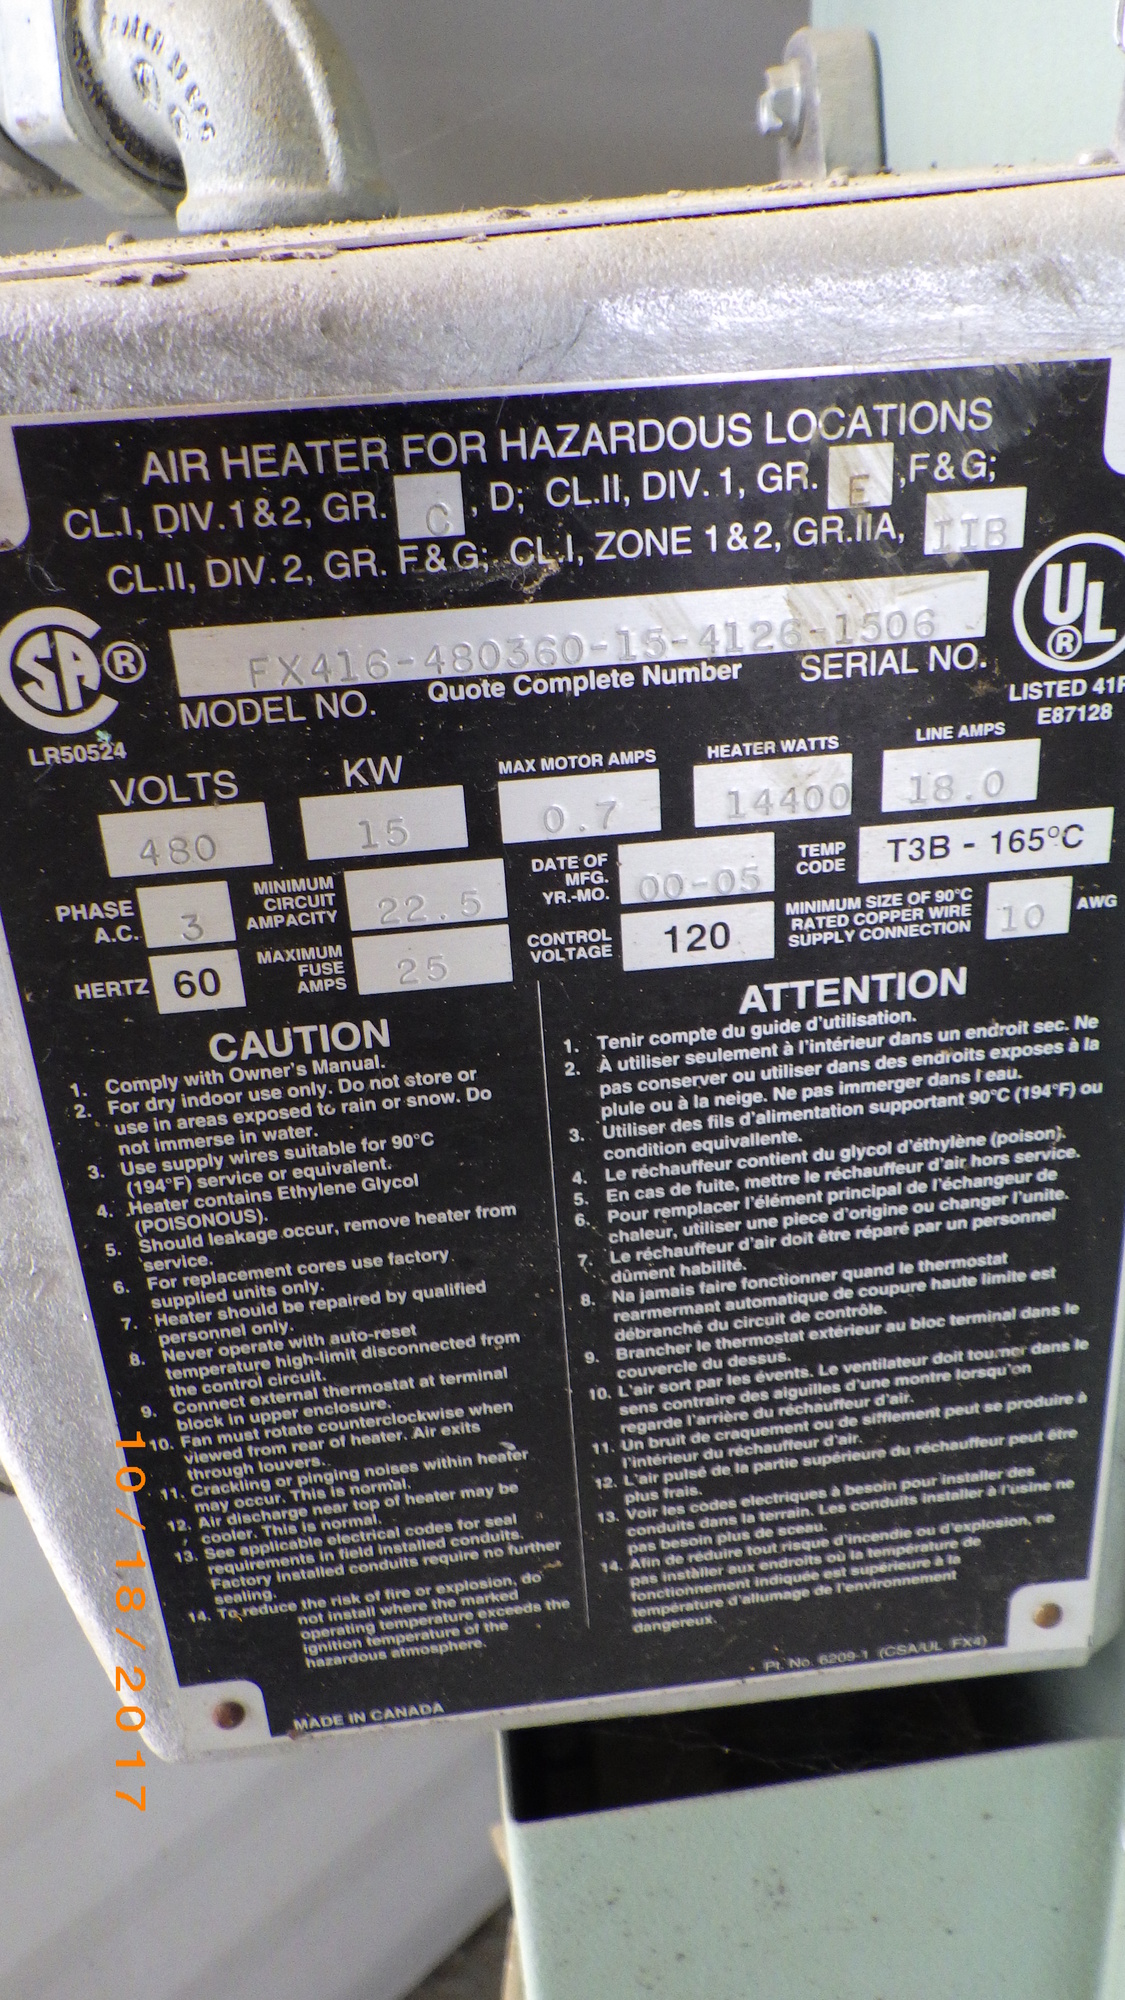 AIR HEATER FOR HAZARDOUS LOCATIONS
CL.I, DIV.1&2, GR. C, D; CL.II, DIV. 1, GR. E ,F&G;
CL.II, DIV. 2, GR. F&G; CL.I, ZONE 1&2, GR.IIA, IIB
SA ®
LR50524
UL ®
LISTED 41F
E87128
FX416-480360-15-4126-1506
MODEL NO. Quote Complete Number SERIAL NO.
VOLTS KW MAX MOTOR AMPS HEATER WATTS LINE AMPS
480 15 0.7 14400 18.0
PHASE A.C. 3
MINIMUM CIRCUIT AMPACITY 22.5
DATE OF MFG. YR.-MO. 00-05
TEMP CODE T3B - 165°C
HERTZ 60
MAXIMUM FUSE AMPS 25
CONTROL VOLTAGE 120
MINIMUM SIZE OF 90°C RATED COPPER WIRE SUPPLY CONNECTION 10 AWG
CAUTION
1. Comply with Owner's Manual.
2. For dry indoor use only. Do not store or
use in areas exposed to rain or snow. Do
not immerse in water.
3. Use supply wires suitable for 90°C
(194°F) service or equivalent.
4. Heater contains Ethylene Glycol
(POISONOUS).
5. Should leakage occur, remove heater from
service.
6. For replacement cores use factory
supplied units only.
7. Heater should be repaired by qualified
personnel only.
8. Never operate with auto-reset
temperature high-limit disconnected from
the control circuit.
9. Connect external thermostat at terminal
block in upper enclosure.
10. Fan must rotate counterclockwise when
viewed from rear of heater. Air exits
through louvers.
11. Crackling or pinging noises within heater
may occur. This is normal.
12. Air discharge near top of heater may be
cooler. This is normal.
13. See applicable electrical codes for seal
requirements in field installed conduits.
Factory installed conduits require no further
sealing.
14. To reduce the risk of fire or explosion, do
not install where the marked
operating temperature exceeds the
ignition temperature of the
hazardous atmosphere.
ATTENTION
1. Tenir compte du guide d'utilisation.
2. À utiliser seulement à l'intérieur dans un endroit sec. Ne
pas conserver ou utiliser dans des endroits exposes à la
pluie ou à la neige. Ne pas immerger dans l'eau.
3. Utiliser des fils d'alimentation supportant 90°C (194°F) ou
condition equivallente.
4. Le réchauffeur contient du glycol d'éthylène (poison).
5. En cas de fuite, mettre le réchauffeur d'air hors service.
6. Pour remplacer l'élément principal de l'échangeur de
chaleur, utiliser une piece d'origine ou changer l'unite.
7. Le réchauffeur d'air doit être réparé par un personnel
dûment habilité.
8. Na jamais faire fonctionner quand le thermostat
rearmermant automatique de coupure haute limite est
débranché du circuit de contrôle.
9. Brancher le thermostat extérieur au bloc terminal dans le
couvercle du dessus.
10. L'air sort par les évents. Le ventilateur doit tourner dans le
sens contraire des aiguilles d'une montre lorsqu'on
regarde l'arrière du réchauffeur d'air.
11. Un bruit de craquement ou de sifflement peut se produire à
l'intérieur du réchauffeur d'air.
12. L'air pulsé de la partie supérieure du réchauffeur peut être
plus frais.
13. Voir les codes electriques à besoin pour installer des
conduits dans la terrain. Les conduits installer à l'usine ne
pas besoin plus de sceau.
14. Afin de réduire tout risque d'incendie ou d'explosion, ne
pas instàller aux endroits où la température de
fonctionnement indiquée est supérieure à la
température d'allumage de l'environnement
dangereux.
Pt. No. 6209-1 (CSA/UL FX4)
MADE IN CANADA
10/18/2017